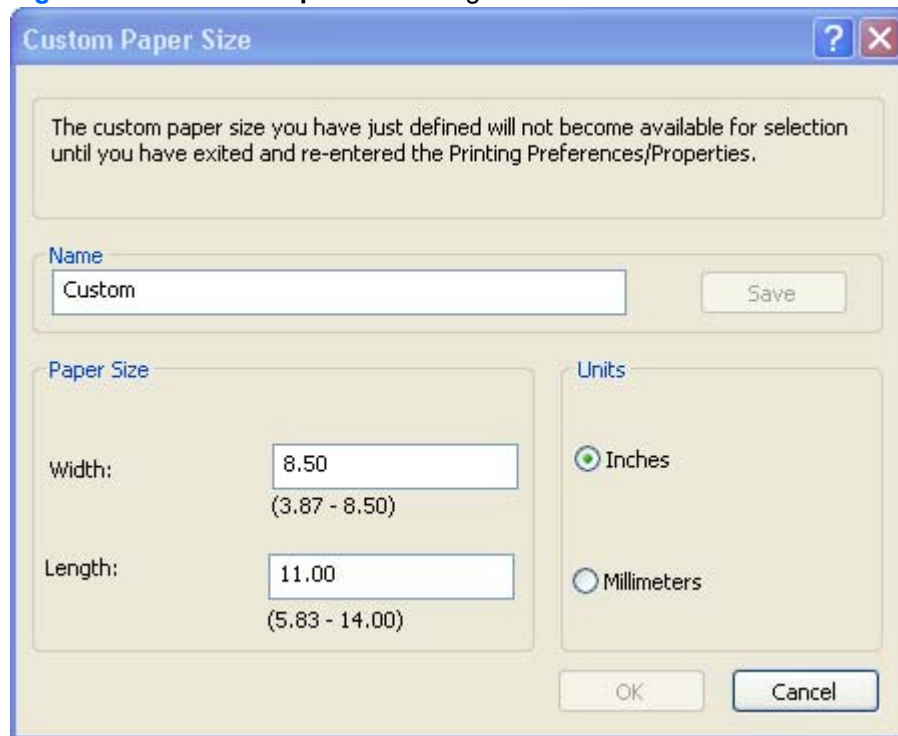 Custom Paper Size
The custom paper size you have just defined will not become available for selection
until you have exited and re-entered the Printing Preferences/Properties.
Name
Custom
Save
Paper Size
Width:
8.50
(3.87 - 8.50)
Length:
11.00
(5.83 - 14.00)
Units
Inches
Millimeters
OK
Cancel